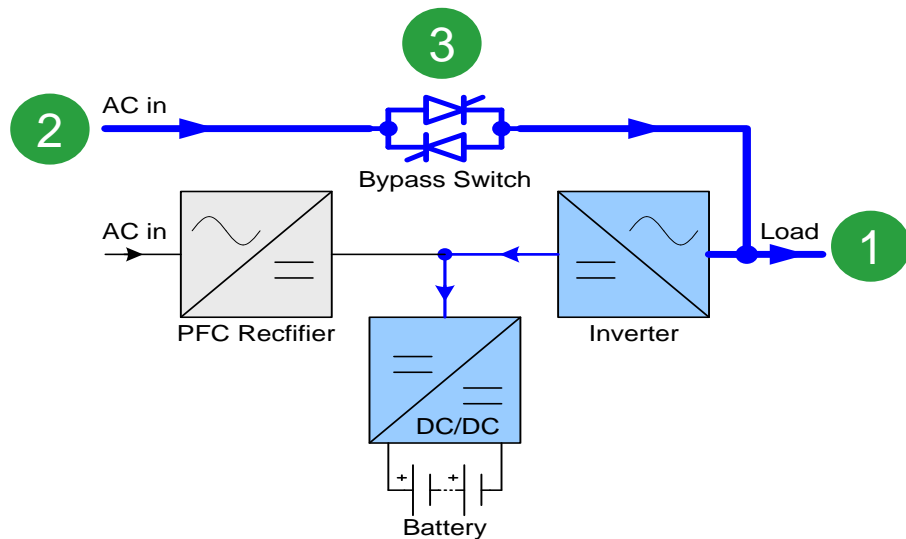 3
AC in
2
Bypass Switch
AC in
Load
1
PFC Recfifier
Inverter
DC/DC
+
+
Battery